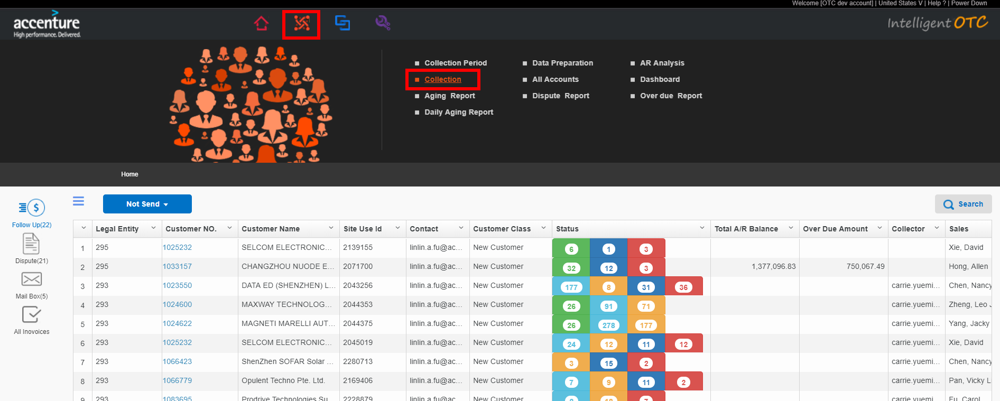 Welcome [OTC dev account] | United States V | Help ? | Power Down
accenture
High performance. Delivered.
Intelligent OTC
Collection Period Data Preparation AR Analysis
Collection All Accounts Dashboard
Aging Report Dispute Report Over due Report
Daily Aging Report
Home
Not Send
Search
Follow Up(22)
Dispute(21)
Mail Box(5)
All Inovoices
Legal Entity Customer NO. Customer Name Site Use Id Contact Customer Class Status Total A/R Balance Over Due Amount Collector Sales
1 295 1025232 SELCOM ELECTRONIC... 2139155 linlin.a.fu@ac... New Customer 6 1 3 Xie, David
2 295 1033157 CHANGZHOU NUODE E... 2071700 linlin.a.fu@ac... New Customer 32 12 3 1,377,096.83 750,067.49 Hong, Allen
3 293 1023550 DATA ED (SHENZHEN) L... 2043256 linlin.a.fu@ac... New Customer 177 8 31 36 carrie.yuemi... Chen, Nancy
4 293 1024600 MAXWAY TECHNOLOG... 2044353 linlin.a.fu@ac... New Customer 26 91 71 carrie.yuemi... Zheng, Leo J
5 293 1024622 MAGNETI MARELLI AUT... 2044375 linlin.a.fu@ac... New Customer 26 278 177 carrie.yuemi... Yang, Jacky
6 293 1025232 SELCOM ELECTRONIC... 2045019 linlin.a.fu@ac... New Customer 24 12 11 12 carrie.yuemi... Xie, David
7 293 1066423 ShenZhen SOFAR Solar ... 2280713 linlin.a.fu@ac... New Customer 3 15 2 carrie.yuemi... Chen, Nancy
8 293 1066779 Opulent Techno Pte. Ltd. 2169406 linlin.a.fu@ac... New Customer 7 9 11 2 carrie.yuemi... Pan, Vicky L
9 293 1083695 Prodrive Technologies Su... 2228879 linlin.a.fu@ac... New Customer carrie.yuemi... Fu, Carol